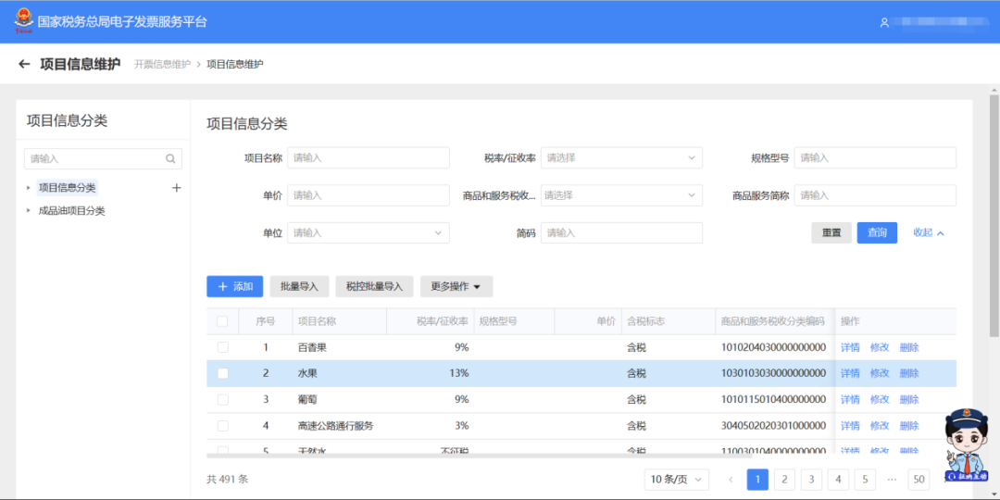 国家税务总局电子发票服务平台
项目信息维护 开票信息维护 > 项目信息维护
项目信息分类
请输入
项目信息分类
成品油项目分类
项目信息分类
项目名称 请输入 税率/征收率 请选择 规格型号 请输入
单价 请输入 商品和服务税收... 请选择 商品服务简称 请输入
单位 请输入 简码 请输入 重置 查询 收起
+ 添加 批量导入 税控批量导入 更多操作
序号 项目名称 税率/征收率 规格型号 单价 含税标志 商品和服务税收分类编码 操作
1 百香果 9% 含税 1010204030000000000 详情 修改 删除
2 水果 13% 含税 1030103030000000000 详情 修改 删除
3 葡萄 9% 含税 1010115010400000000 详情 修改 删除
4 高速公路通行服务 3% 含税 3040502020301000000 详情 修改 删除
5 天然水 不征税 含税 1100301040000000000 详情 修改 删除
共 491 条 10 条/页 < 1 2 3 4 5 ... 50
征纳互动